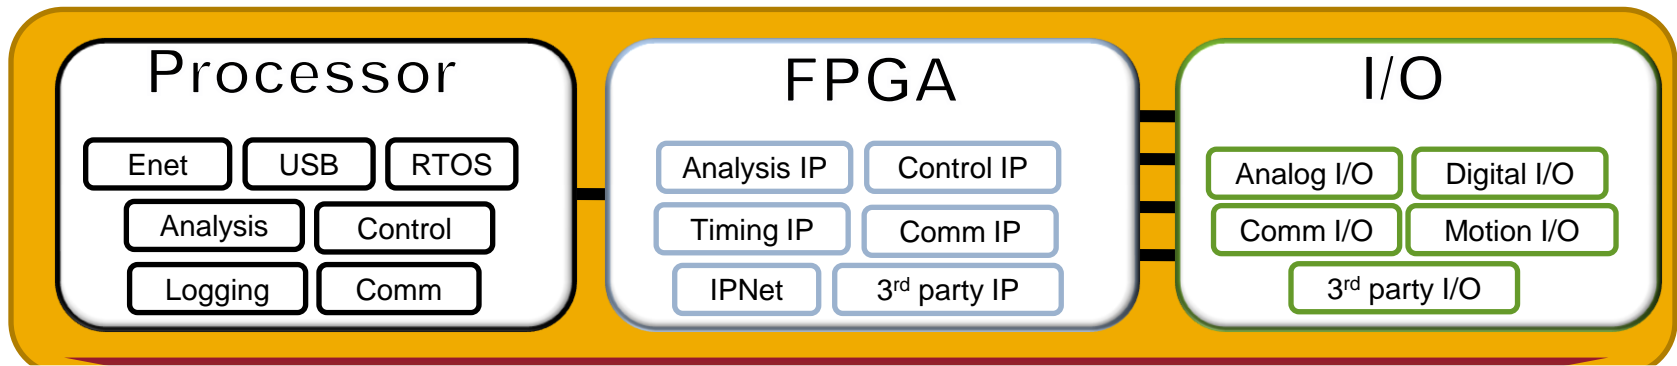 Processor
Enet USB RTOS
Analysis Control
Logging Comm
FPGA
Analysis IP Control IP
Timing IP Comm IP
IPNet 3rd party IP
I/O
Analog I/O Digital I/O
Comm I/O Motion I/O
3rd party I/O